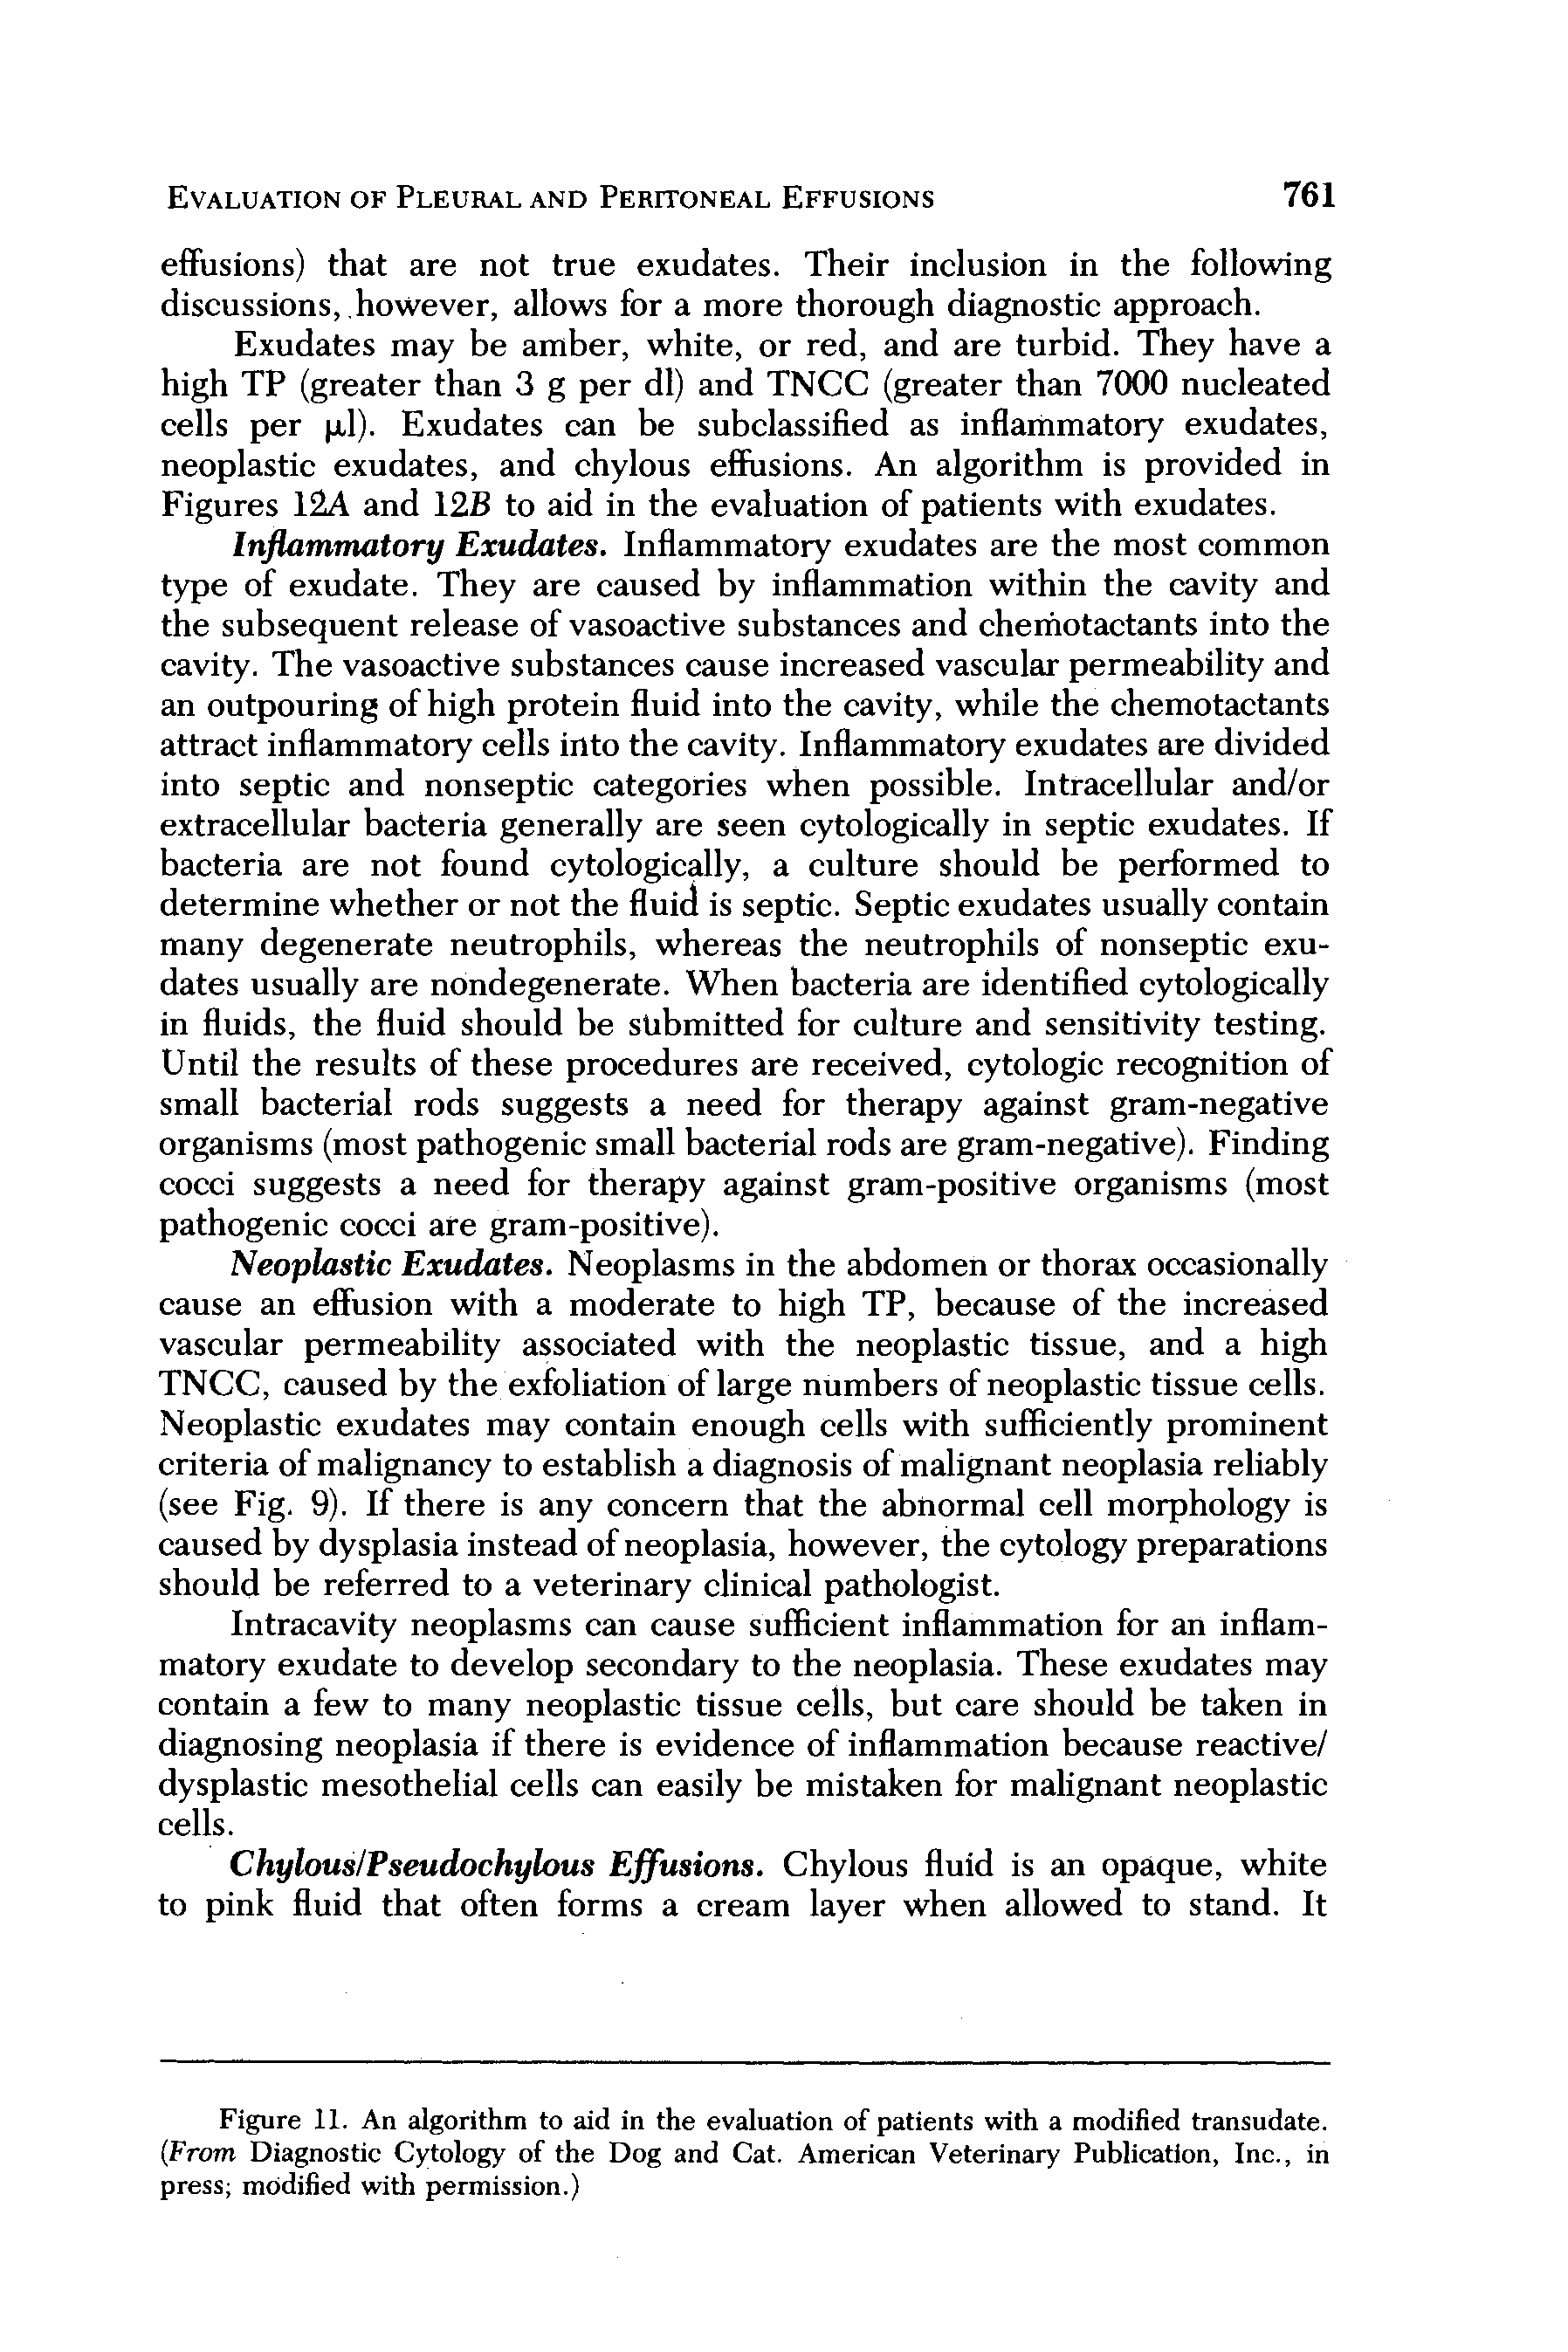 EVALUATION OF PLEURAL AND PERITONEAL EFFUSIONS 761
effusions) that are not true exudates. Their inclusion in the following
discussions, however, allows for a more thorough diagnostic approach.
Exudates may be amber, white, or red, and are turbid. They have a
high TP (greater than 3 g per dl) and TNCC (greater than 7000 nucleated
cells per µl). Exudates can be subclassified as inflammatory exudates,
neoplastic exudates, and chylous effusions. An algorithm is provided in
Figures 12A and 12B to aid in the evaluation of patients with exudates.
Inflammatory Exudates. Inflammatory exudates are the most common
type of exudate. They are caused by inflammation within the cavity and
the subsequent release of vasoactive substances and chemotactants into the
cavity. The vasoactive substances cause increased vascular permeability and
an outpouring of high protein fluid into the cavity, while the chemotactants
attract inflammatory cells into the cavity. Inflammatory exudates are divided
into septic and nonseptic categories when possible. Intracellular and/or
extracellular bacteria generally are seen cytologically in septic exudates. If
bacteria are not found cytologically, a culture should be performed to
determine whether or not the fluid is septic. Septic exudates usually contain
many degenerate neutrophils, whereas the neutrophils of nonseptic exu-
dates usually are nondegenerate. When bacteria are identified cytologically
in fluids, the fluid should be submitted for culture and sensitivity testing.
Until the results of these procedures are received, cytologic recognition of
small bacterial rods suggests a need for therapy against gram-negative
organisms (most pathogenic small bacterial rods are gram-negative). Finding
cocci suggests a need for therapy against gram-positive organisms (most
pathogenic cocci are gram-positive).
Neoplastic Exudates. Neoplasms in the abdomen or thorax occasionally
cause an effusion with a moderate to high TP, because of the increased
vascular permeability associated with the neoplastic tissue, and a high
TNCC, caused by the exfoliation of large numbers of neoplastic tissue cells.
Neoplastic exudates may contain enough cells with sufficiently prominent
criteria of malignancy to establish a diagnosis of malignant neoplasia reliably
(see Fig. 9). If there is any concern that the abnormal cell morphology is
caused by dysplasia instead of neoplasia, however, the cytology preparations
should be referred to a veterinary clinical pathologist.
Intracavity neoplasms can cause sufficient inflammation for an inflam-
matory exudate to develop secondary to the neoplasia. These exudates may
contain a few to many neoplastic tissue cells, but care should be taken in
diagnosing neoplasia if there is evidence of inflammation because reactive/
dysplastic mesothelial cells can easily be mistaken for malignant neoplastic
cells.
Chylous/Pseudochylous Effusions. Chylous fluid is an opaque, white
to pink fluid that often forms a cream layer when allowed to stand. It
Figure 11. An algorithm to aid in the evaluation of patients with a modified transudate.
(From Diagnostic Cytology of the Dog and Cat. American Veterinary Publication, Inc., in
press; modified with permission.)